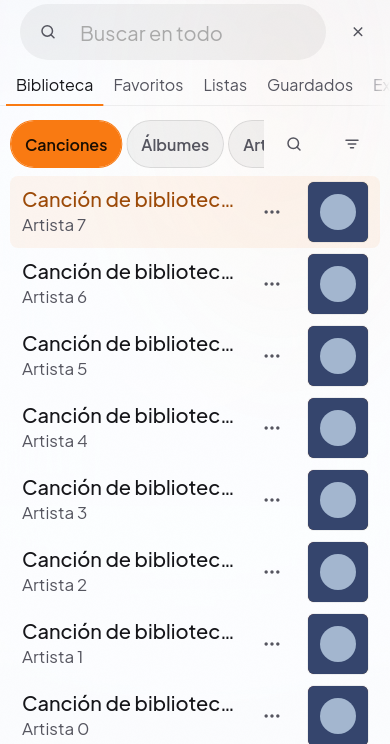 Buscar en todo
Biblioteca Favoritos Listas Guardados Ex
Canciones Álbumes Art
Canción de bibliotec...
Artista 7
Canción de bibliotec...
Artista 6
Canción de bibliotec...
Artista 5
Canción de bibliotec...
Artista 4
Canción de bibliotec...
Artista 3
Canción de bibliotec...
Artista 2
Canción de bibliotec...
Artista 1
Canción de bibliotec...
Artista 0